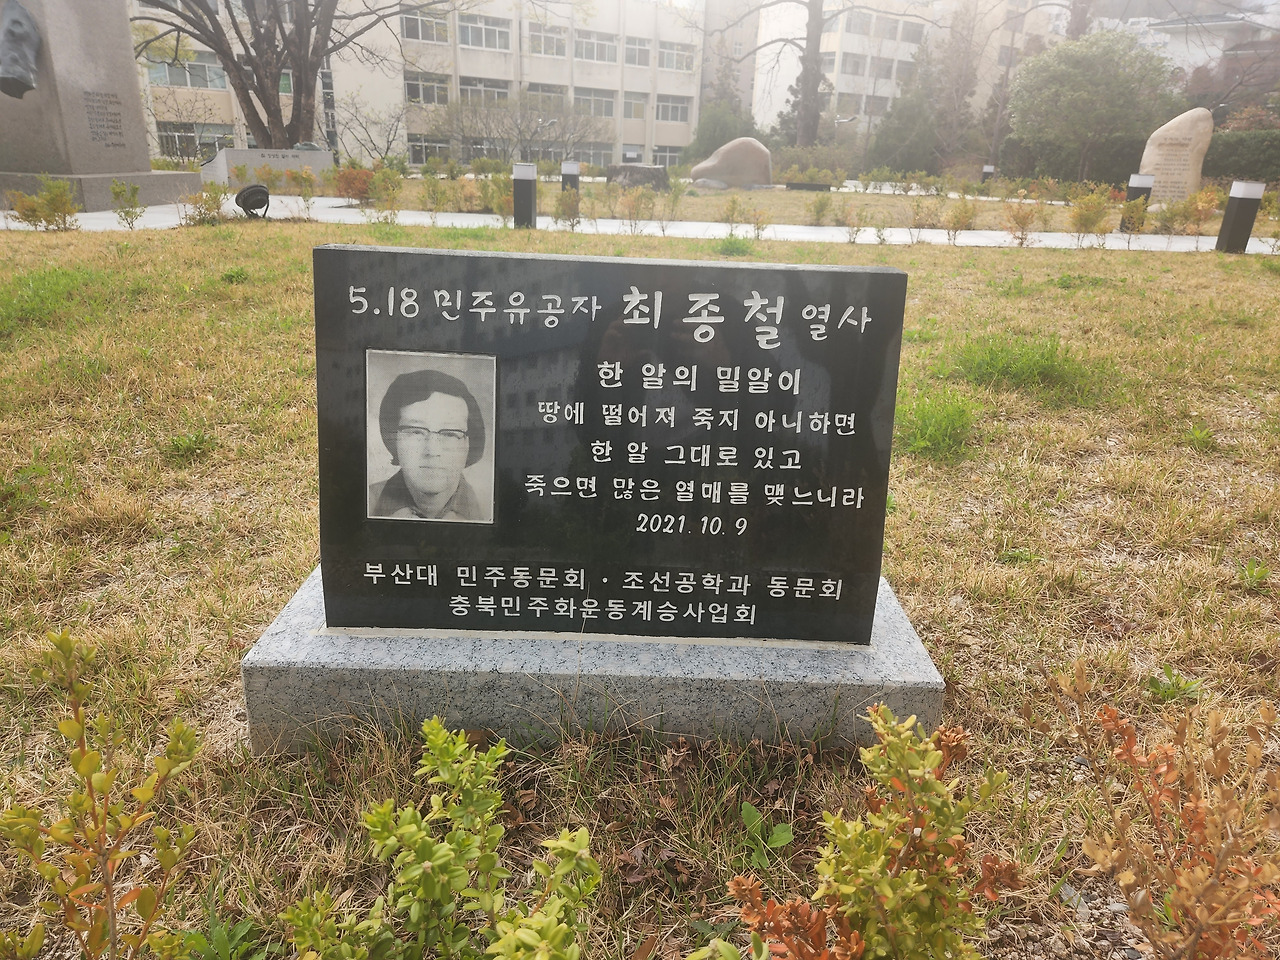 5.18 민주유공자 최종철 열사
한 알의 밀알이
땅에 떨어져 죽지 아니하면
한 알 그대로 있고
죽으면 많은 열매를 맺느니라
2021. 10. 9
부산대 민주동문회 · 조선공학과 동문회
충북민주화운동계승사업회